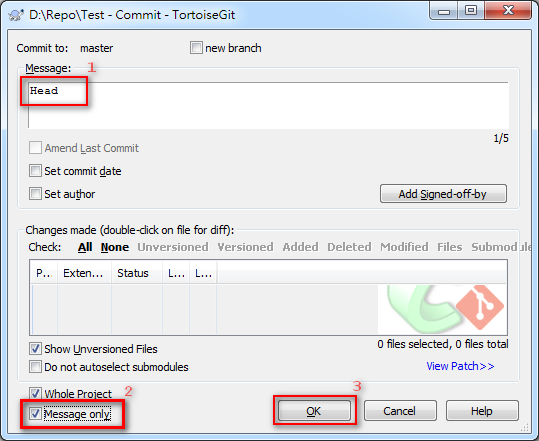 D:\Repo\Test - Commit - TortoiseGit
Commit to: master new branch
Message: 1
Head
1/5
Amend Last Commit
Set commit date
Set author
Add Signed-off-by
Changes made (double-click on file for diff):
Check: All None Unversioned Versioned Added Deleted Modified Files Submodule
P... Exten... Status L... L...
Show Unversioned Files
0 files selected, 0 files total
Do not autoselect submodules
View Patch>>
Whole Project 2
Message only
3
OK Cancel Help